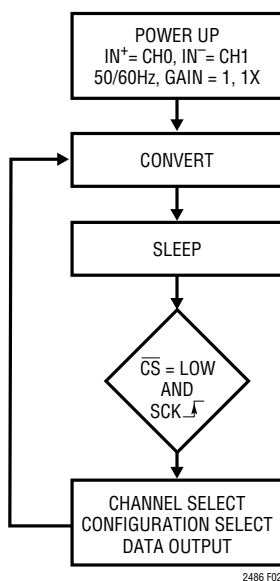 POWER UP
IN⁺= CH0, IN⁻= CH1
50/60Hz, GAIN = 1, 1X
CONVERT
SLEEP
C̅S̅ = LOW
AND
SCK
CHANNEL SELECT
CONFIGURATION SELECT
DATA OUTPUT
2486 F02